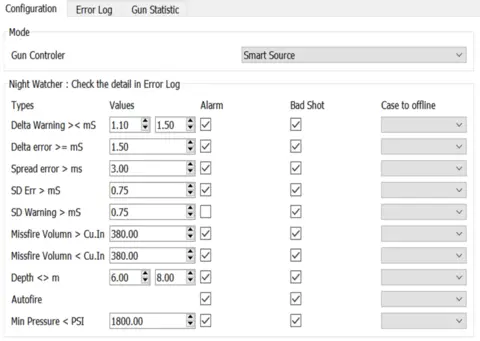 Configuration Error Log Gun Statistic
Mode
Gun Controler Smart Source
Night Watcher : Check the detail in Error Log
Types Values Alarm Bad Shot Case to offline
Delta Warning >< mS 1.10 1.50
Delta error >= mS 1.50
Spread error > ms 3.00
SD Err > mS 0.75
SD Warning > mS 0.75
Missfire Volumn > Cu.In 380.00
Missfire Volumn < Cu.In 380.00
Depth <> m 6.00 8.00
Autofire
Min Pressure < PSI 1800.00